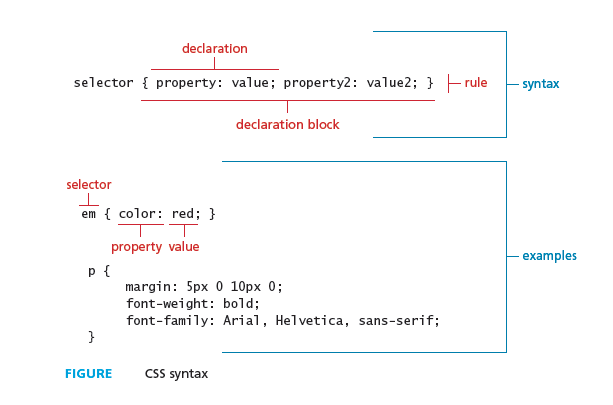 declaration
selector { property: value; property2: value2; } rule syntax
declaration block
selector
em { color: red; }
property value
examples
p {
margin: 5px 0 10px 0;
font-weight: bold;
font-family: Arial, Helvetica, sans-serif;
}
FIGURE CSS syntax